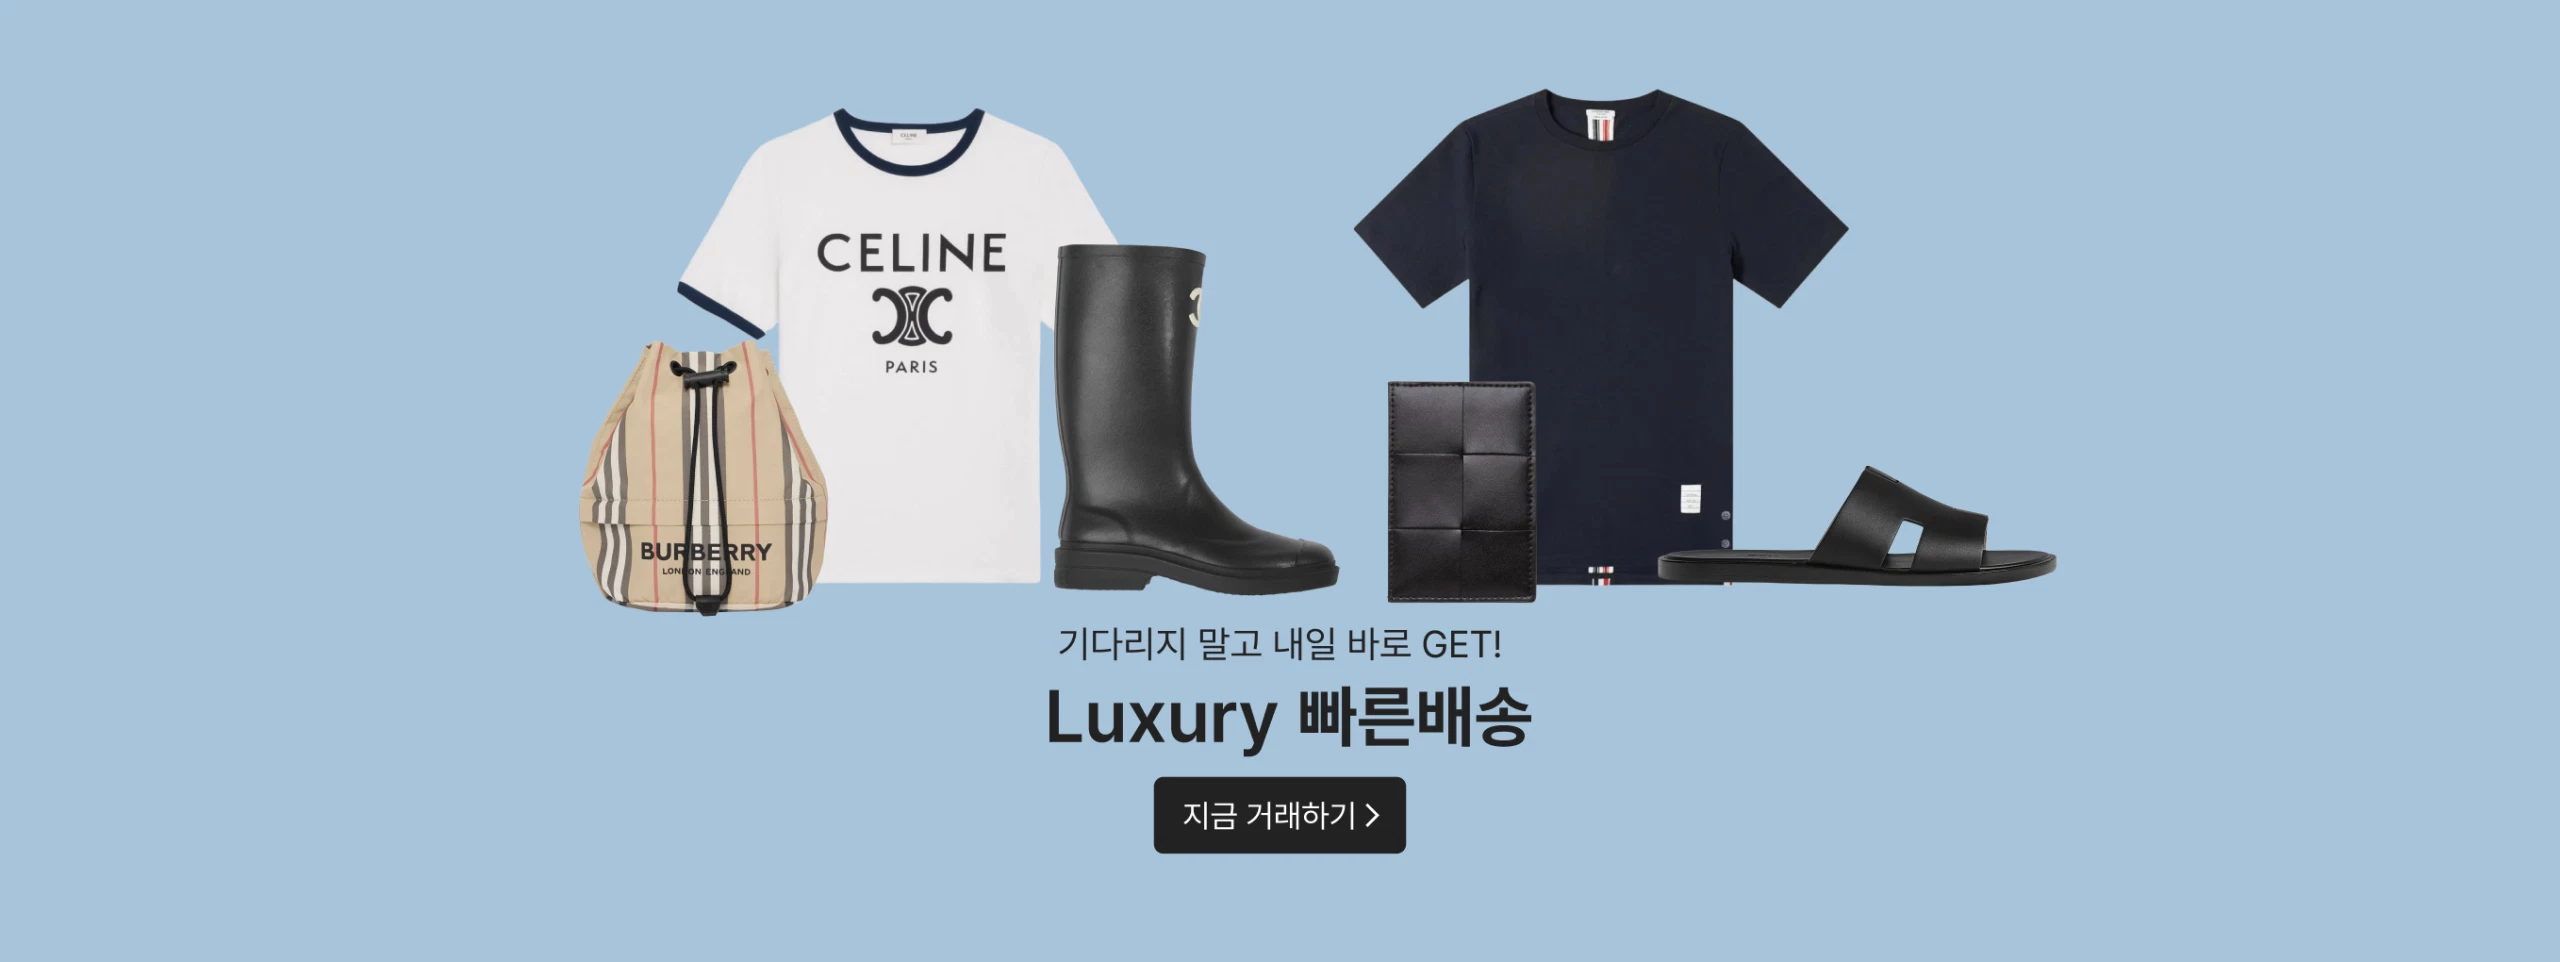 CELINE
CELINE
PARIS
BURBERRY
LONDON ENGLAND
기다리지 말고 내일 바로 GET!
Luxury 빠른배송
지금 거래하기 >